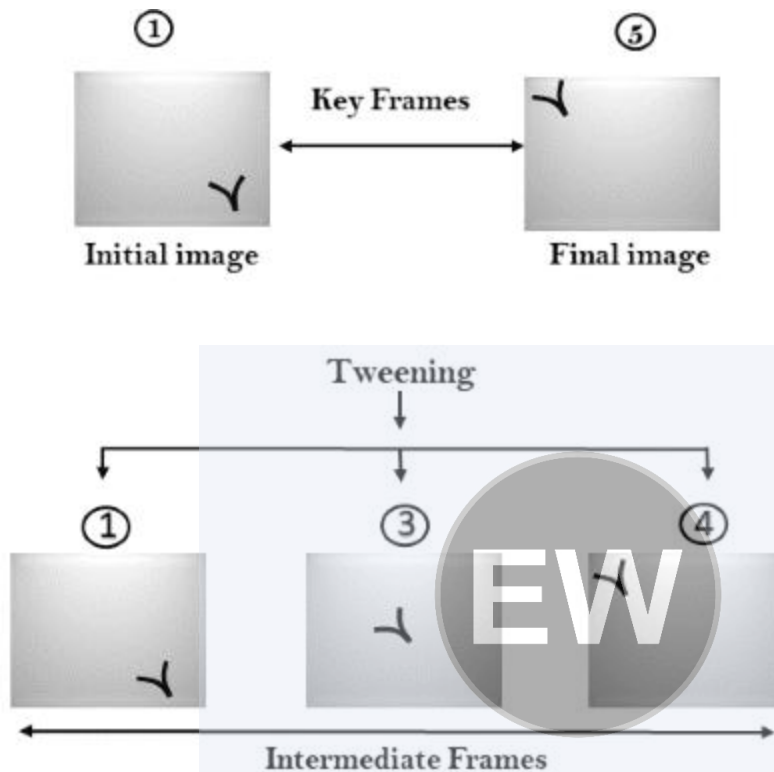 ① ⑤
Key Frames
Initial image Final image
Tweening
① ③ ④
EW
Intermediate Frames